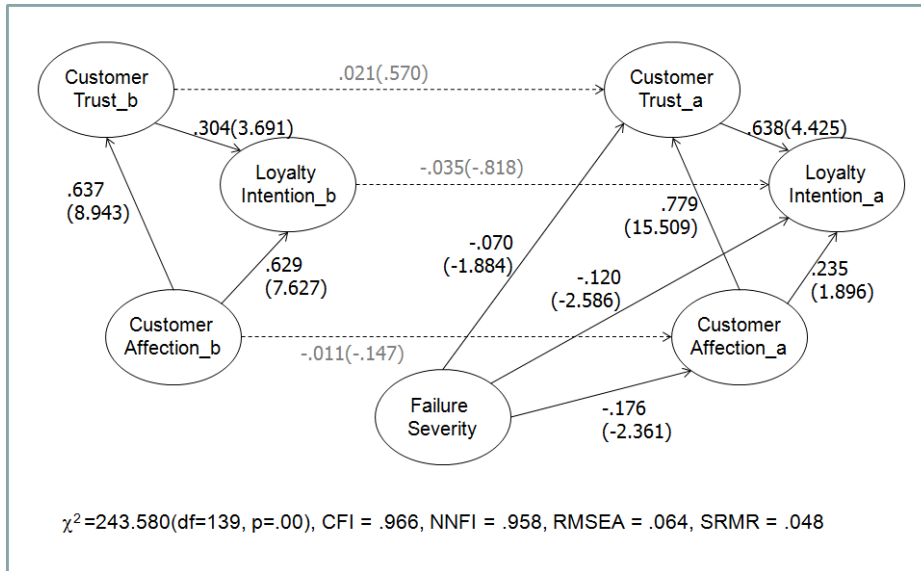 Customer
Trust_b
.021(.570)
Customer
Trust_a
.304(3.691)
.638(4.425)
Loyalty
Intention_b
-.035(-.818)
Loyalty
Intention_a
.637
(8.943)
.779
(15.509)
-.070
(-1.884)
.629
(7.627)
-.120
(-2.586)
.235
(1.896)
Customer
Affection_b
-.011(-.147)
Customer
Affection_a
Failure
Severity
-.176
(-2.361)
χ²=243.580(df=139, p=.00), CFI = .966, NNFI = .958, RMSEA = .064, SRMR = .048